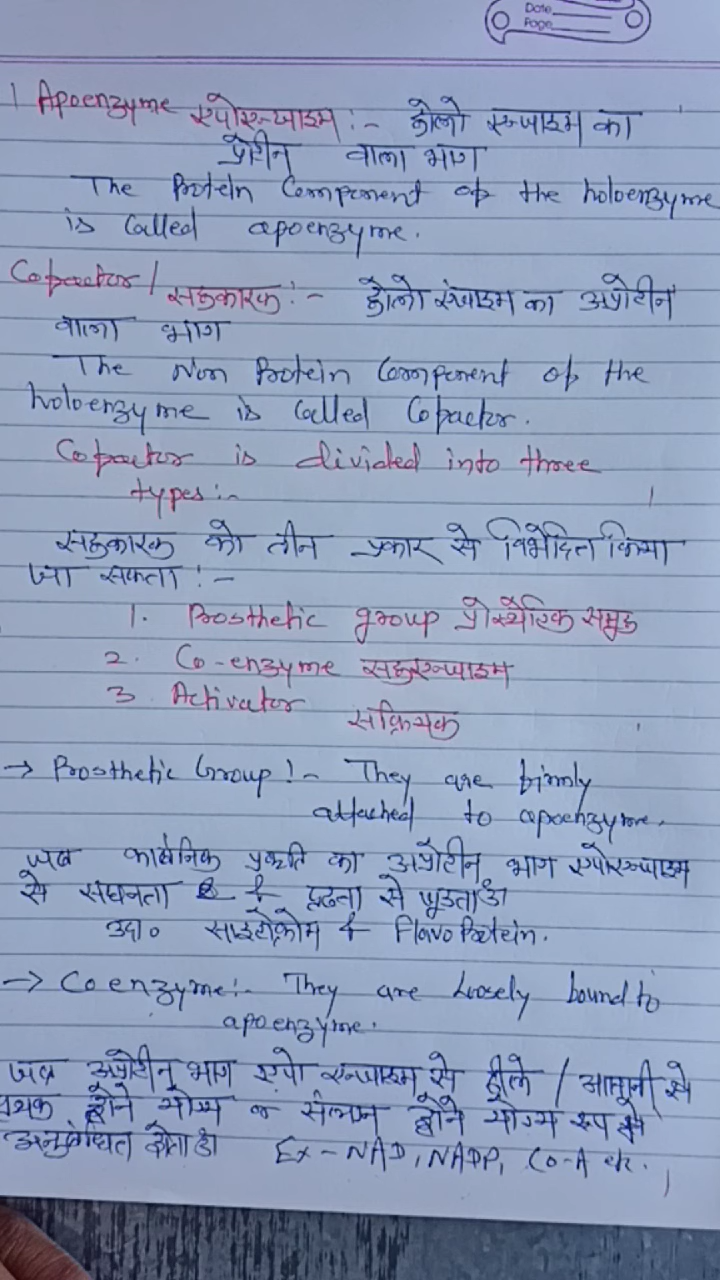 Date
Page
1 Apoenzyme एपोएन्जाइम :- होलो एन्जाइम का
प्रोटीन वाला भाग
The Protein Component of the holoenzyme
is Called apoenzyme.
Cofactor / सहकारक :- होलो एंजाइम का अप्रोटीन
वाला भाग
The Non Protein Component of the
holoenzyme is Called Cofactor.
Cofactor is divided into three
types :-
सहकारक को तीन प्रकार से विभेदित किया
जा सकता :-
1. Prosthetic group प्रोस्थेटिक समूह
2. Co-enzyme सहएन्जाइम
3 Activator
सक्रियक
→ Prosthetic Group :- They are firmly
attached to apoenzyme.
जब कार्बनिक प्रकृति का अप्रोटीन भाग एपोएन्जाइम
से सघनता & दृढता से जुडता है।
उदा० साइटोक्रोम & Flavo Protein.
→ Coenzyme :- They are loosely bound to
apoenzyme.
जब अप्रोटीन भाग एपो एन्जाइम से ढीले / आसानी से
पृथक होने योग्य व संलग्न होने योग्य रूप से
अनुबंधित होता है। Ex - NAD, NADP, Co-A etc.